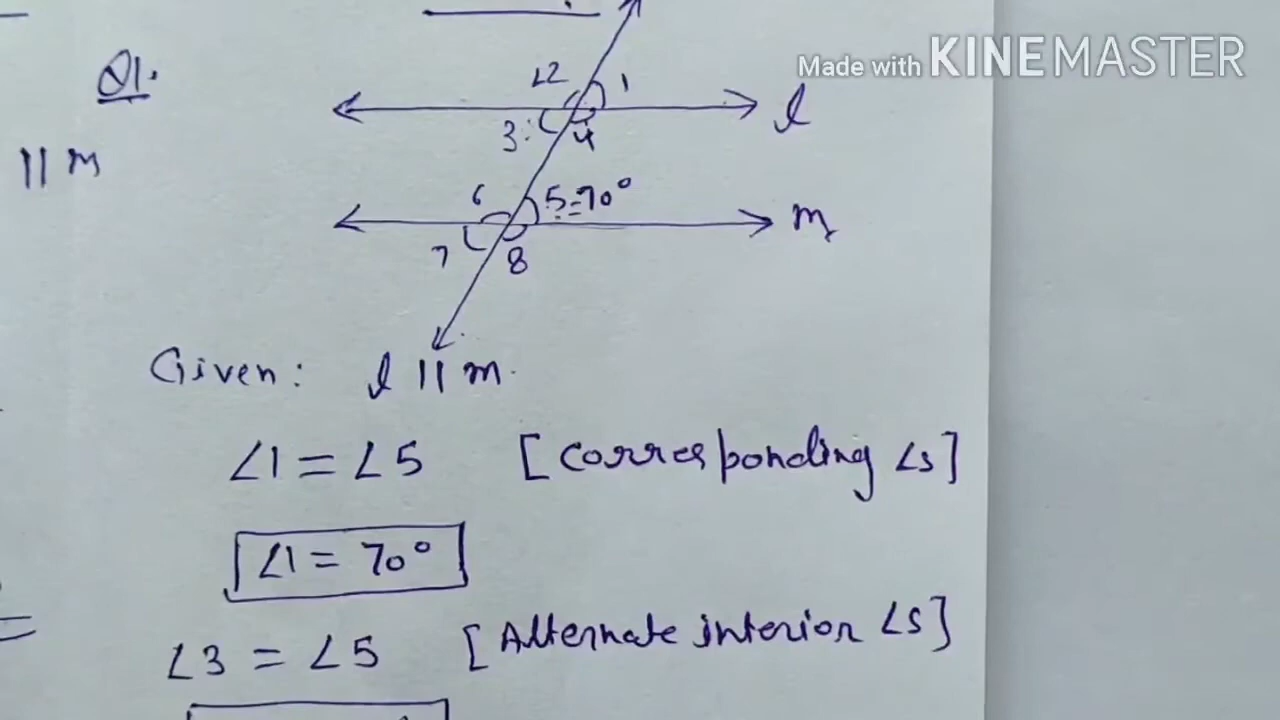 Made with KINEMASTER
Q1.
∠2 1
l
3 4
|| m
6 5=70°
m
7 8
Given: l || m.
∠1 = ∠5 [Corresponding ∠s]
∠1 = 70°
∠3 = ∠5 [Alternate interior ∠s]